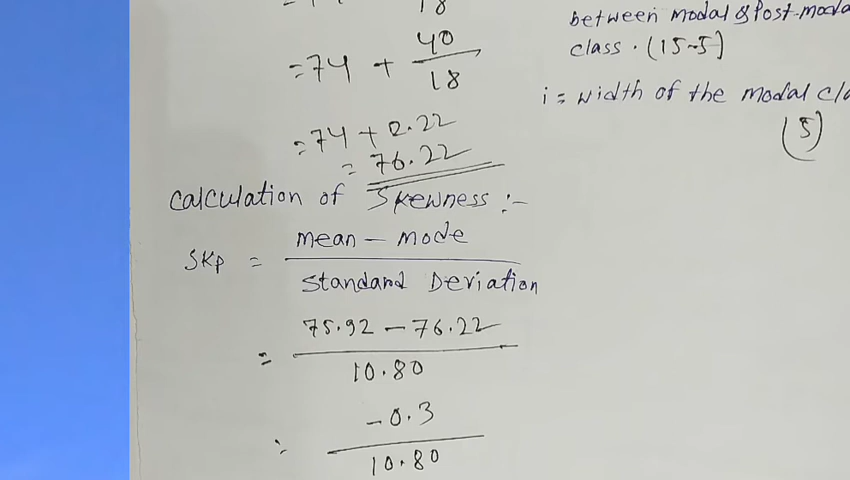 18
= 74 + 40/18
= 74 + 2.22
= 76.22
Calculation of Skewness :-
SKp = mean - mode / Standard Deviation
= 75.92 - 76.22 / 10.80
= -0.3 / 10.80
between modal & Post-moda
class. (15-5)
i = width of the modal cla
(5)